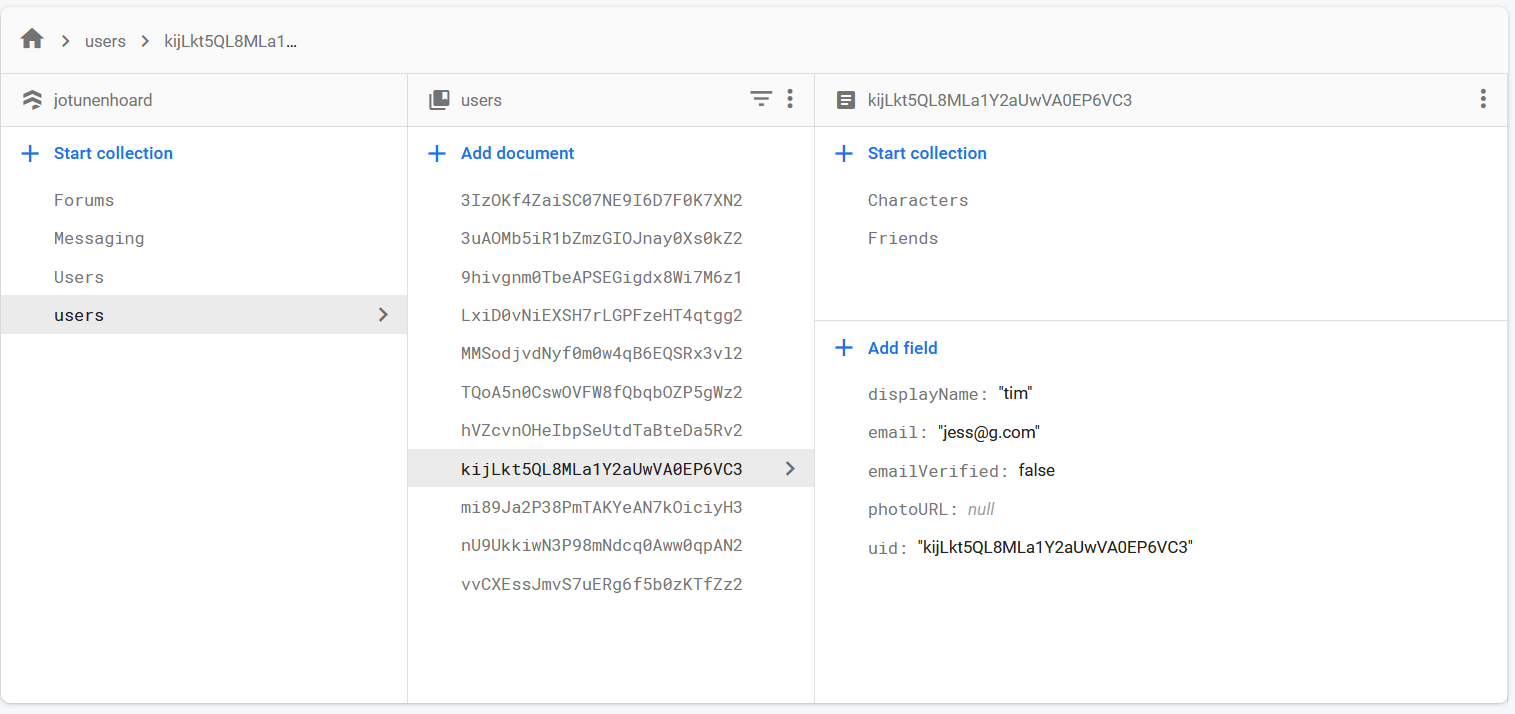 users kijLkt5QL8MLa1...
jotunenhoard
Start collection
Forums
Messaging
Users
users
users
Add document
3IzOKf4ZaiSC07NE9I6D7F0K7XN2
3uAOMb5iR1bZmzGIOJnay0Xs0kZ2
9hivgnm0TbeAPSEGigdx8Wi7M6z1
LxiD0vNiEXSH7rLGPFzeHT4qtgg2
MMSodjvdNyf0m0w4qB6EQSRx3vl2
TQoA5n0CswOVFW8fQbqbOZP5gWz2
hVZcvnOHeIbpSeUtdTaBteDa5Rv2
kijLkt5QL8MLa1Y2aUwVA0EP6VC3
mi89Ja2P38PmTAKYeAN7kOiciyH3
nU9UkkiwN3P98mNdcq0Aww0qpAN2
vvCXEssJmvS7uERg6f5b0zKTfZz2
kijLkt5QL8MLa1Y2aUwVA0EP6VC3
Start collection
Characters
Friends
Add field
displayName: "tim"
email: "jess@g.com"
emailVerified: false
photoURL: null
uid: "kijLkt5QL8MLa1Y2aUwVA0EP6VC3"